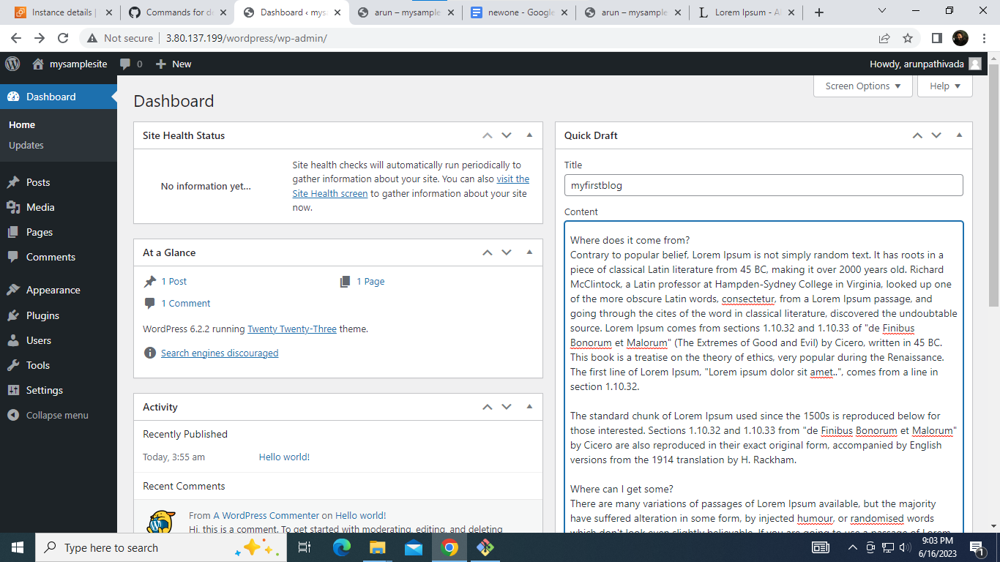 Instance details |
Commands for d
Dashboard ‹ mys
arun – mysample
newone - Google
arun – mysample
Lorem Ipsum - Al
Not secure
3.80.137.199/wordpress/wp-admin/
mysamplesite
0
New
Howdy, arunpathivada
Dashboard
Home
Updates
Posts
Media
Pages
Comments
Appearance
Plugins
Users
Tools
Settings
Collapse menu
Screen Options
Help
Dashboard
Site Health Status
No information yet...
Site health checks will automatically run periodically to
gather information about your site. You can also visit the
Site Health screen to gather information about your site
now.
At a Glance
1 Post
1 Page
1 Comment
WordPress 6.2.2 running Twenty Twenty-Three theme.
Search engines discouraged
Activity
Recently Published
Today, 3:55 am
Hello world!
Recent Comments
From A WordPress Commenter on Hello world!
Hi, this is a comment. To get started with moderating, editing, and deleting
Quick Draft
Title
myfirstblog
Content
Where does it come from?
Contrary to popular belief, Lorem Ipsum is not simply random text. It has roots in a
piece of classical Latin literature from 45 BC, making it over 2000 years old. Richard
McClintock, a Latin professor at Hampden-Sydney College in Virginia, looked up one
of the more obscure Latin words, consectetur, from a Lorem Ipsum passage, and
going through the cites of the word in classical literature, discovered the undoubtable
source. Lorem Ipsum comes from sections 1.10.32 and 1.10.33 of "de Finibus
Bonorum et Malorum" (The Extremes of Good and Evil) by Cicero, written in 45 BC.
This book is a treatise on the theory of ethics, very popular during the Renaissance.
The first line of Lorem Ipsum, "Lorem ipsum dolor sit amet..", comes from a line in
section 1.10.32.
The standard chunk of Lorem Ipsum used since the 1500s is reproduced below for
those interested. Sections 1.10.32 and 1.10.33 from "de Finibus Bonorum et Malorum"
by Cicero are also reproduced in their exact original form, accompanied by English
versions from the 1914 translation by H. Rackham.
Where can I get some?
There are many variations of passages of Lorem Ipsum available, but the majority
have suffered alteration in some form, by injected humour, or randomised words
which don't look even slightly believable. If you are going to use a passage of Lorem
Type here to search
9:03 PM
6/16/2023
1